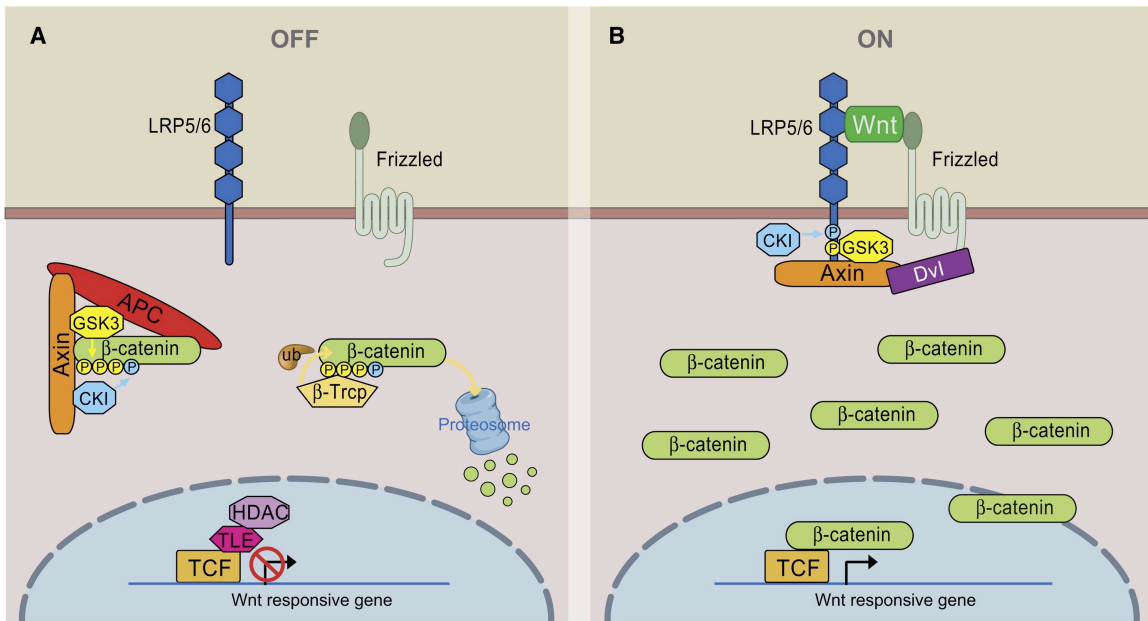 A
OFF
LRP5/6
Frizzled
APC
GSK3
Axin
β-catenin
P P P P
CKI
ub
β-catenin
P P P P
β-Trcp
Proteosome
HDAC
TLE
TCF
Wnt responsive gene
B
ON
LRP5/6
Wnt
Frizzled
CKI
P
P
GSK3
Axin
Dvl
β-catenin
β-catenin
β-catenin
β-catenin
β-catenin
β-catenin
β-catenin
TCF
Wnt responsive gene